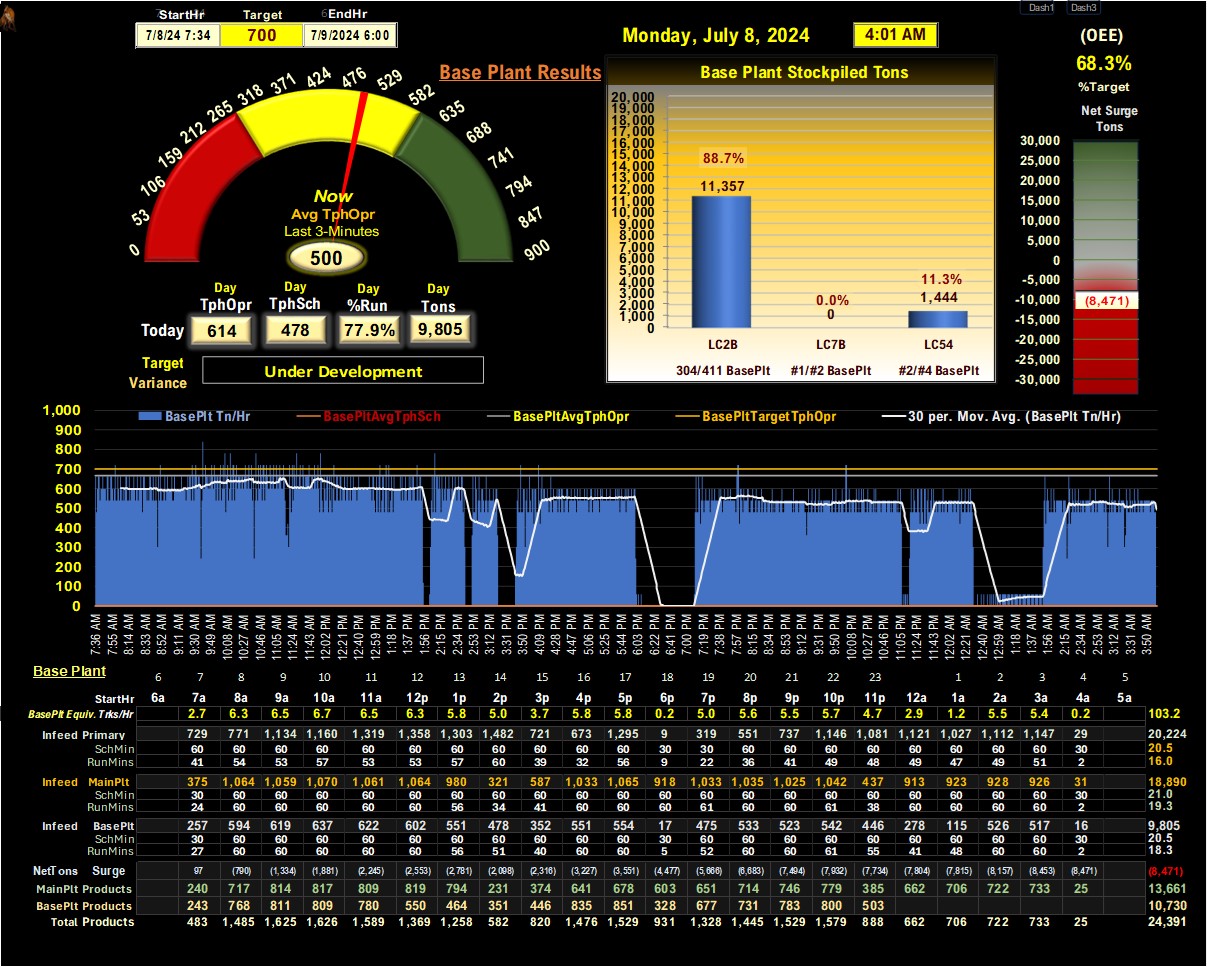 Dash1 Dash3
StartHr Target EndHr
7/8/24 7:34 700 7/9/2024 6:00
Monday, July 8, 2024 4:01 AM
(OEE)
68.3%
%Target
Net Surge
Tons
Base Plant Results
0 53 106 159 212 265 318 371 424 476 529 582 635 688 741 794 847 900
Now
Avg TphOpr
Last 3-Minutes
500
Day Day Day Day
TphOpr TphSch %Run Tons
Today 614 478 77.9% 9,805
Target
Variance
Under Development
Base Plant Stockpiled Tons
20,000
19,000
18,000
17,000
16,000
15,000
14,000
13,000
12,000
11,000
10,000
9,000
8,000
7,000
6,000
5,000
4,000
3,000
2,000
1,000
0
88.7%
11,357
0.0%
0
11.3%
1,444
LC2B LC7B LC54
304/411 BasePlt #1/#2 BasePlt #2/#4 BasePlt
30,000
25,000
20,000
15,000
10,000
5,000
0
-5,000
-10,000
(8,471)
-15,000
-20,000
-25,000
-30,000
BasePlt Tn/Hr BasePltAvgTphSch BasePltAvgTphOpr BasePltTargetTphOpr 30 per. Mov. Avg. (BasePlt Tn/Hr)
1,000
900
800
700
600
500
400
300
200
100
0
7:36 AM 7:55 AM 8:14 AM 8:33 AM 8:52 AM 9:11 AM 9:30 AM 9:49 AM 10:08 AM 10:27 AM 10:46 AM 11:05 AM 11:24 AM 11:43 AM 12:02 PM 12:21 PM 12:40 PM 12:59 PM 1:18 PM 1:37 PM 1:56 PM 2:15 PM 2:34 PM 2:53 PM 3:12 PM 3:31 PM 3:50 PM 4:09 PM 4:28 PM 4:47 PM 5:06 PM 5:25 PM 5:44 PM 6:03 PM 6:22 PM 6:41 PM 7:00 PM 7:19 PM 7:38 PM 7:57 PM 8:15 PM 8:34 PM 8:53 PM 9:12 PM 9:31 PM 9:50 PM 10:08 PM 10:27 PM 10:46 PM 11:05 PM 11:24 PM 11:43 PM 12:02 AM 12:21 AM 12:40 AM 12:59 AM 1:18 AM 1:37 AM 1:56 AM 2:15 AM 2:34 AM 2:53 AM 3:12 AM 3:31 AM 3:50 AM
Base Plant
6 7 8 9 10 11 12 13 14 15 16 17 18 19 20 21 22 23 1 2 3 4 5
StartHr 6a 7a 8a 9a 10a 11a 12p 1p 2p 3p 4p 5p 6p 7p 8p 9p 10p 11p 12a 1a 2a 3a 4a 5a
BasePlt Equiv. Trks/Hr 2.7 6.3 6.5 6.7 6.5 6.3 5.8 5.0 3.7 5.8 5.8 0.2 5.0 5.6 5.5 5.7 4.7 2.9 1.2 5.5 5.4 0.2 103.2
Infeed Primary 729 771 1,134 1,160 1,319 1,358 1,303 1,482 721 673 1,295 9 319 551 737 1,146 1,081 1,121 1,027 1,112 1,147 29 20,224
SchMin 60 60 60 60 60 60 60 60 60 60 60 30 30 60 60 60 60 60 60 60 60 30 20.5
RunMins 41 54 53 57 53 53 57 60 39 32 56 9 22 36 41 49 48 49 47 49 51 2 16.0
Infeed MainPlt 375 1,064 1,059 1,070 1,061 1,064 980 321 587 1,033 1,065 918 1,033 1,035 1,025 1,042 437 913 923 928 926 31 18,890
SchMin 30 60 60 60 60 60 60 60 60 60 60 60 60 60 60 60 60 60 60 60 60 30 21.0
RunMins 24 60 60 60 60 60 56 34 41 60 60 60 61 60 60 61 38 60 60 60 60 2 19.3
Infeed BasePlt 257 594 619 637 622 602 551 478 352 551 554 17 475 533 523 542 446 278 115 526 517 16 9,805
SchMin 30 60 60 60 60 60 60 60 60 60 60 30 60 60 60 60 60 60 60 60 60 30 20.5
RunMins 27 60 60 60 60 60 56 51 40 60 60 5 52 60 60 61 55 41 48 60 60 2 18.3
NetTons Surge 97 (790) (1,334) (1,881) (2,245) (2,553) (2,781) (2,098) (2,316) (3,227) (3,551) (4,477) (5,666) (6,683) (7,494) (7,932) (7,734) (7,804) (7,815) (8,157) (8,453) (8,471) (8,471)
MainPlt Products 240 717 814 817 809 819 794 231 374 641 678 603 651 714 746 779 385 662 706 722 733 25 13,661
BasePlt Products 243 768 811 809 780 550 464 351 446 835 851 328 677 731 783 800 503 10,730
Total Products 483 1,485 1,625 1,626 1,589 1,369 1,258 582 820 1,476 1,529 931 1,328 1,445 1,529 1,579 888 662 706 722 733 25 24,391